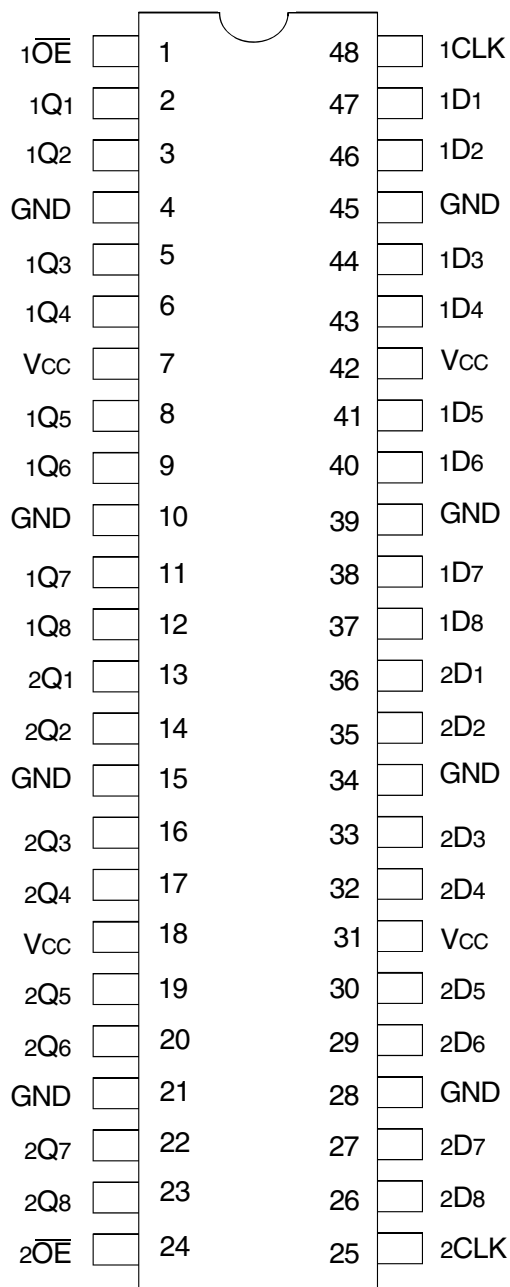 1O̅E̅ 1 48 1CLK
1Q1 2 47 1D1
1Q2 3 46 1D2
GND 4 45 GND
1Q3 5 44 1D3
1Q4 6 43 1D4
VCC 7 42 VCC
1Q5 8 41 1D5
1Q6 9 40 1D6
GND 10 39 GND
1Q7 11 38 1D7
1Q8 12 37 1D8
2Q1 13 36 2D1
2Q2 14 35 2D2
GND 15 34 GND
2Q3 16 33 2D3
2Q4 17 32 2D4
VCC 18 31 VCC
2Q5 19 30 2D5
2Q6 20 29 2D6
GND 21 28 GND
2Q7 22 27 2D7
2Q8 23 26 2D8
2O̅E̅ 24 25 2CLK